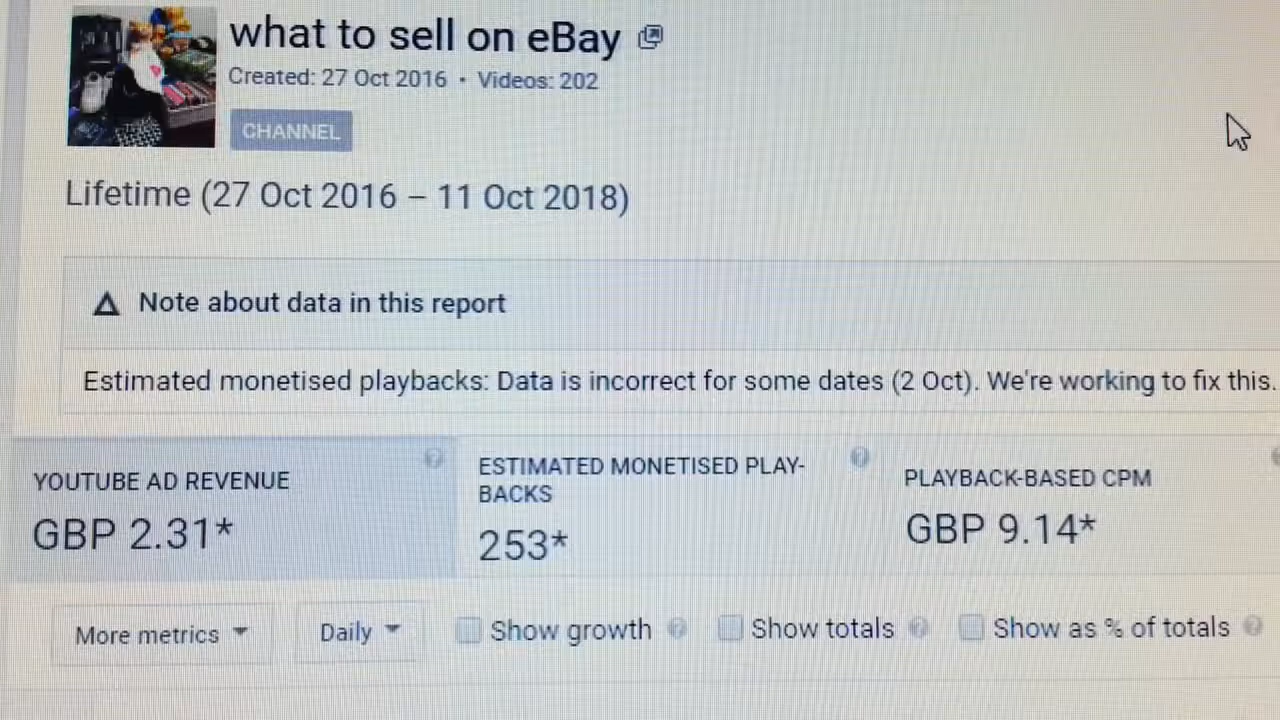 what to sell on eBay
Created: 27 Oct 2016 • Videos: 202
CHANNEL
Lifetime (27 Oct 2016 – 11 Oct 2018)
Note about data in this report
Estimated monetised playbacks: Data is incorrect for some dates (2 Oct). We're working to fix this.
YOUTUBE AD REVENUE
GBP 2.31*
ESTIMATED MONETISED PLAY-
BACKS
253*
PLAYBACK-BASED CPM
GBP 9.14*
More metrics
Daily
Show growth
Show totals
Show as % of totals